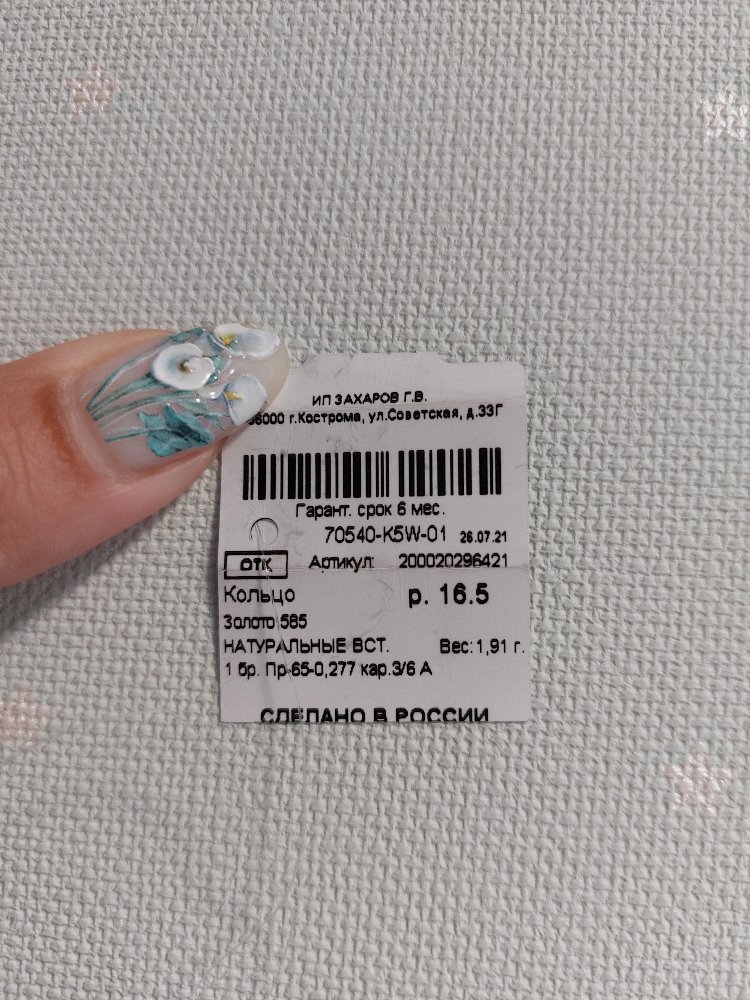 ИП ЗАХАРОВ Г.В.
г.Кострома, ул.Советская, д.33Г
Гарант. срок 6 мес.
70540-K5W-01 26.07.21
ОТК Артикул: 200020296421
Кольцо р. 16.5
Золото 585
НАТУРАЛЬНЫЕ ВСТ. Вес:1,91 г.
1 бр. Пр-65-0,277 кар.3/6 А
СДЕЛАНО В РОССИИ